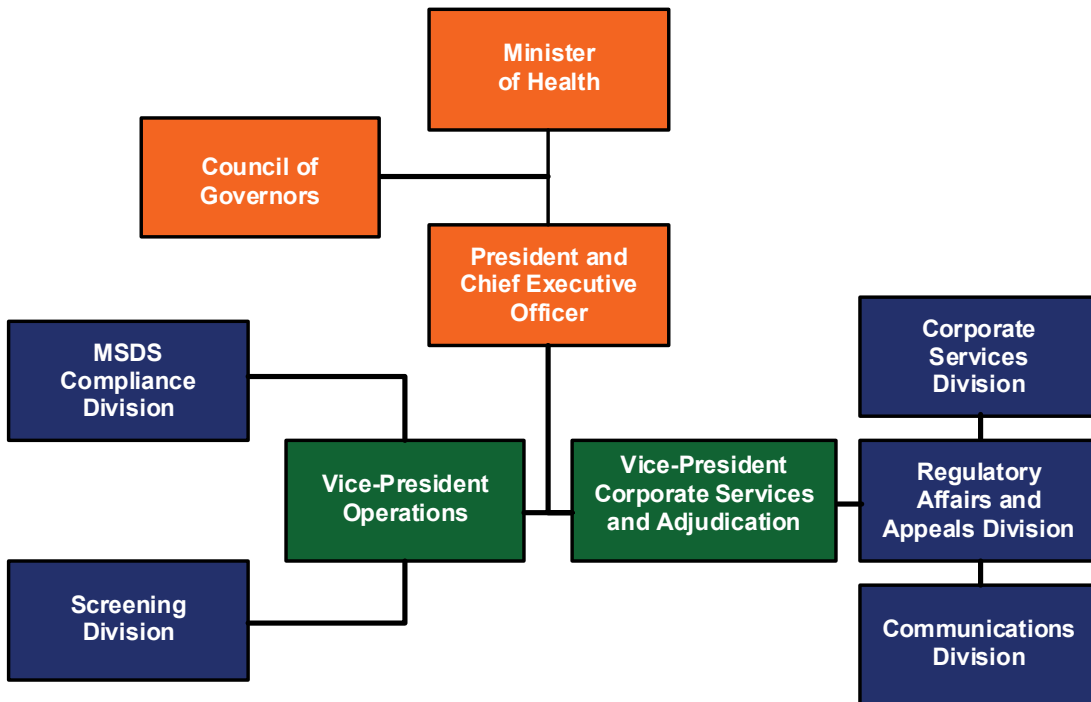 Minister
of Health
Council of
Governors
President and
Chief Executive
Officer
MSDS
Compliance
Division
Corporate
Services
Division
Vice-President
Operations
Vice-President
Corporate Services
and Adjudication
Regulatory
Affairs and
Appeals Division
Screening
Division
Communications
Division